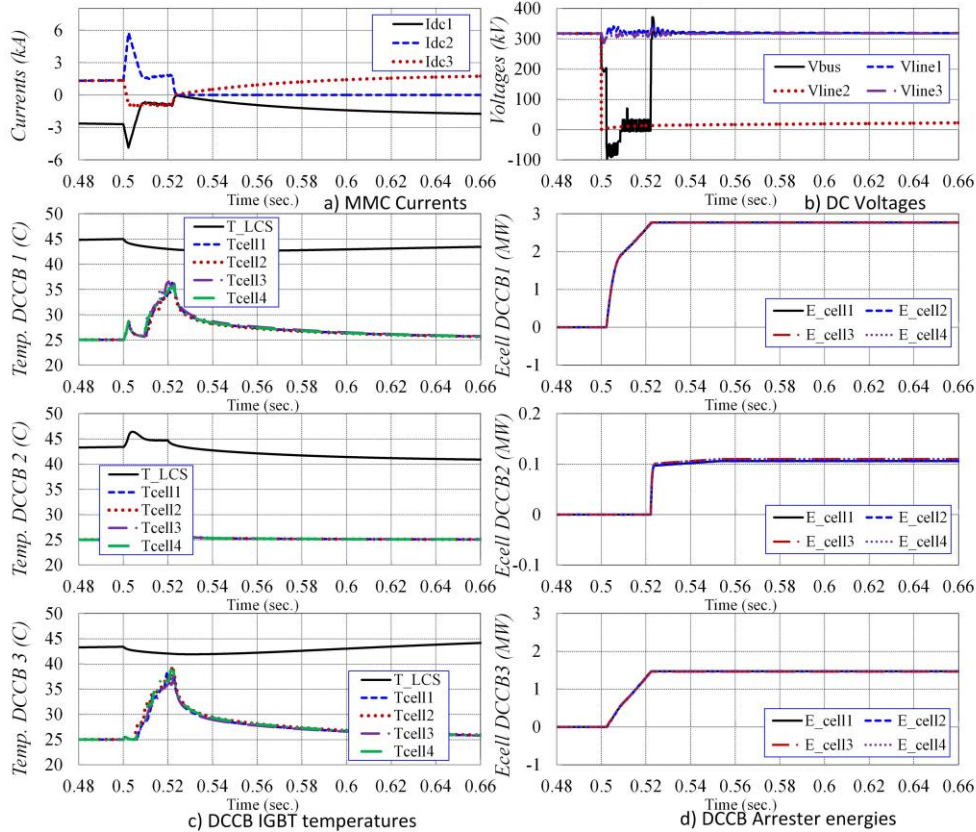 Currents (kA)
6
3
0
-3
-6
Idc1
Idc2
Idc3
0.48 0.5 0.52 0.54 0.56 0.58 0.6 0.62 0.64 0.66
Time (sec.)
a) MMC Currents
Voltages (kV)
400
300
200
100
0
-100
Vbus Vline1
Vline2 Vline3
0.48 0.5 0.52 0.54 0.56 0.58 0.6 0.62 0.64 0.66
Time (sec.)
b) DC Voltages
Temp. DCCB 1 (C)
50
45
40
35
30
25
20
T_LCS
Tcell1
Tcell2
Tcell3
Tcell4
0.48 0.5 0.52 0.54 0.56 0.58 0.6 0.62 0.64 0.66
Time (sec.)
Ecell DCCB1 (MW)
3
2
1
0
-1
E_cell1 E_cell2
E_cell3 E_cell4
0.48 0.5 0.52 0.54 0.56 0.58 0.6 0.62 0.64 0.66
Time (sec.)
Temp. DCCB 2 (C)
50
45
40
35
30
25
20
T_LCS
Tcell1
Tcell2
Tcell3
Tcell4
0.48 0.5 0.52 0.54 0.56 0.58 0.6 0.62 0.64 0.66
Time (sec.)
Ecell DCCB2 (MW)
0.2
0.1
0
-0.1
E_cell1 E_cell2
E_cell3 E_cell4
0.48 0.5 0.52 0.54 0.56 0.58 0.6 0.62 0.64 0.66
Time (sec.)
Temp. DCCB 3 (C)
50
45
40
35
30
25
20
T_LCS
Tcell1
Tcell2
Tcell3
Tcell4
0.48 0.5 0.52 0.54 0.56 0.58 0.6 0.62 0.64 0.66
Time (sec.)
c) DCCB IGBT temperatures
Ecell DCCB3 (MW)
3
2
1
0
-1
E_cell1 E_cell2
E_cell3 E_cell4
0.48 0.5 0.52 0.54 0.56 0.58 0.6 0.62 0.64 0.66
Time (sec.)
d) DCCB Arrester energies